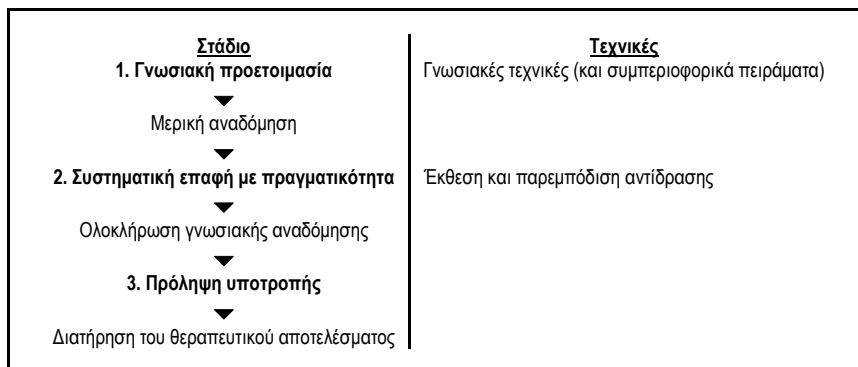 Στάδιο
Τεχνικές
1. Γνωσιακή προετοιμασία
Γνωσιακές τεχνικές (και συμπεριοφορικά πειράματα)
Μερική αναδόμηση
2. Συστηματική επαφή με πραγματικότητα
Έκθεση και παρεμπόδιση αντίδρασης
Ολοκλήρωση γνωσιακής αναδόμησης
3. Πρόληψη υποτροπής
Διατήρηση του θεραπευτικού αποτελέσματος